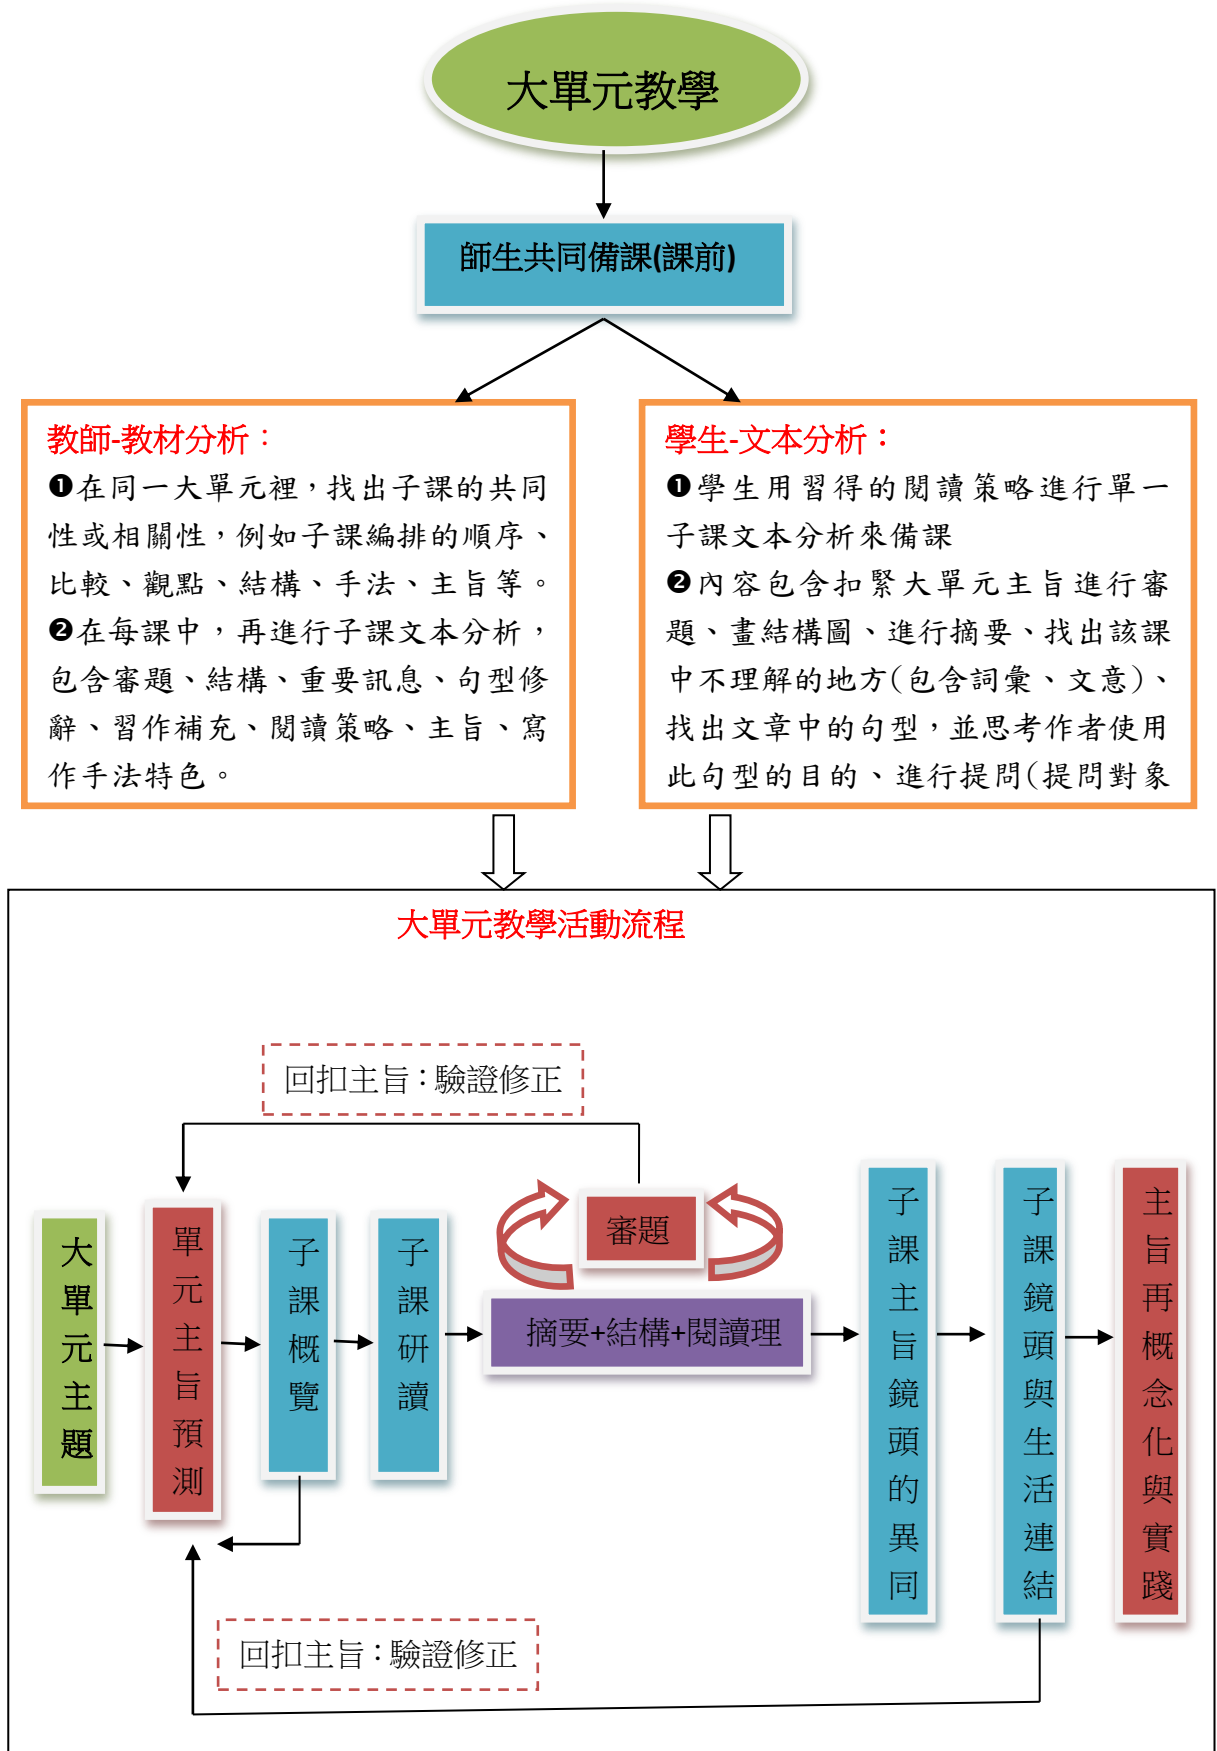 大單元教學
師生共同備課(課前)
教師-教材分析：
❶在同一大單元裡，找出子課的共同
性或相關性，例如子課編排的順序、
比較、觀點、結構、手法、主旨等。
❷在每課中，再進行子課文本分析，
包含審題、結構、重要訊息、句型修
辭、習作補充、閱讀策略、主旨、寫
作手法特色。
學生-文本分析：
❶學生用習得的閱讀策略進行單一
子課文本分析來備課
❷內容包含扣緊大單元主旨進行審
題、畫結構圖、進行摘要、找出該課
中不理解的地方(包含詞彙、文意)、
找出文章中的句型，並思考作者使用
此句型的目的、進行提問(提問對象
大單元教學活動流程
回扣主旨：驗證修正
大單元主題
單元主旨預測
子課概覽
子課研讀
審題
摘要+結構+閱讀理
子課主旨鏡頭的異同
子課鏡頭與生活連結
主旨再概念化與實踐
回扣主旨：驗證修正